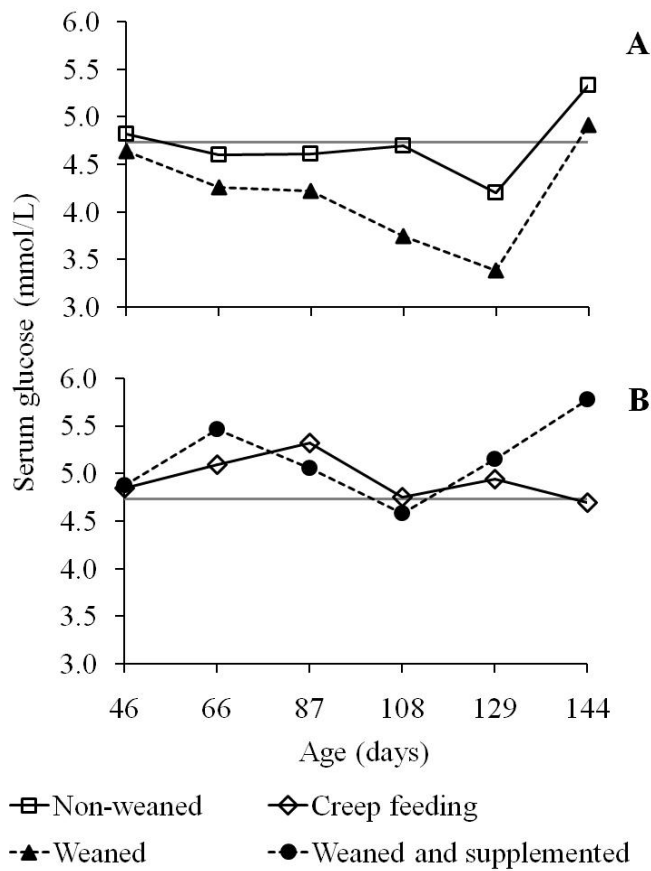 6.0
5.5
5.0
4.5
4.0
3.5
3.0
A
Serum glucose (mmol/L)
6.0
5.5
5.0
4.5
4.0
3.5
3.0
B
46 66 87 108 129 144
Age (days)
Non-weaned Creep feeding
Weaned Weaned and supplemented